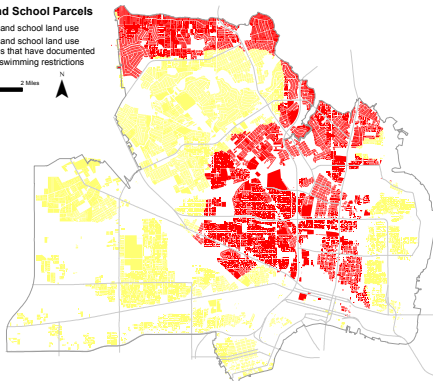 nd School Parcels
and school land use
and school land use
s that have documented
swimming restrictions
2 Miles
N